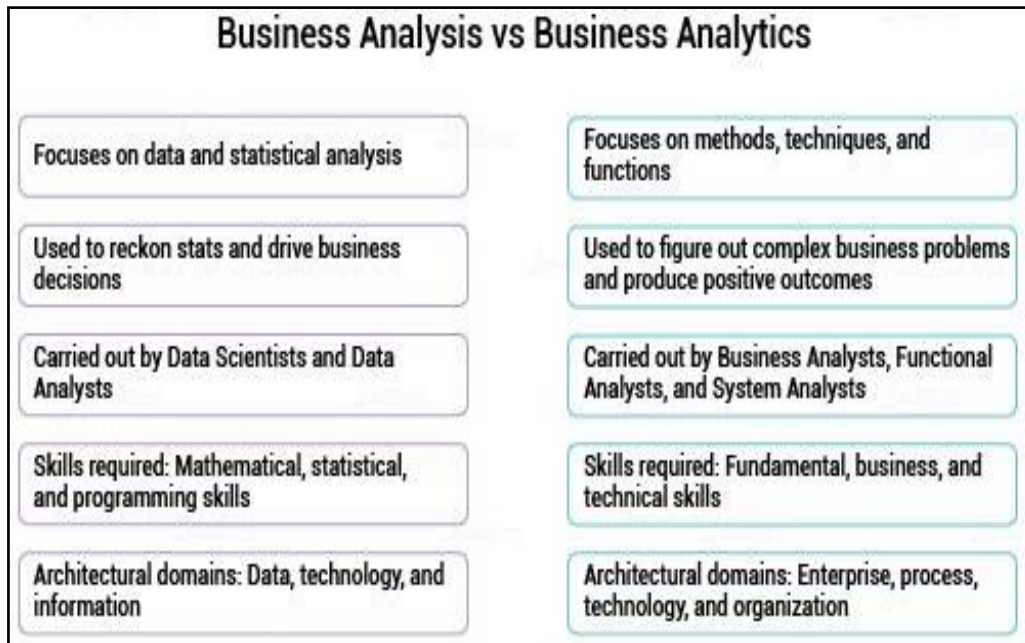 Business Analysis vs Business Analytics
Focuses on data and statistical analysis
Focuses on methods, techniques, and
functions
Used to reckon stats and drive business
decisions
Used to figure out complex business problems
and produce positive outcomes
Carried out by Data Scientists and Data
Analysts
Carried out by Business Analysts, Functional
Analysts, and System Analysts
Skills required: Mathematical, statistical,
and programming skills
Skills required: Fundamental, business, and
technical skills
Architectural domains: Data, technology, and
information
Architectural domains: Enterprise, process,
technology, and organization